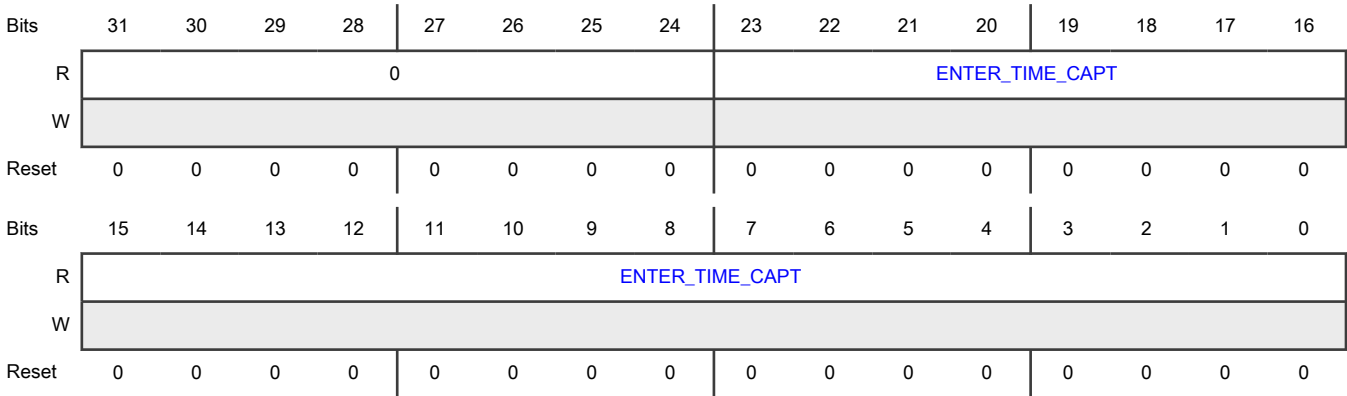 Bits 31 30 29 28 27 26 25 24 23 22 21 20 19 18 17 16
R 0 ENTER_TIME_CAPT
W
Reset 0 0 0 0 0 0 0 0 0 0 0 0 0 0 0 0
Bits 15 14 13 12 11 10 9 8 7 6 5 4 3 2 1 0
R ENTER_TIME_CAPT
W
Reset 0 0 0 0 0 0 0 0 0 0 0 0 0 0 0 0